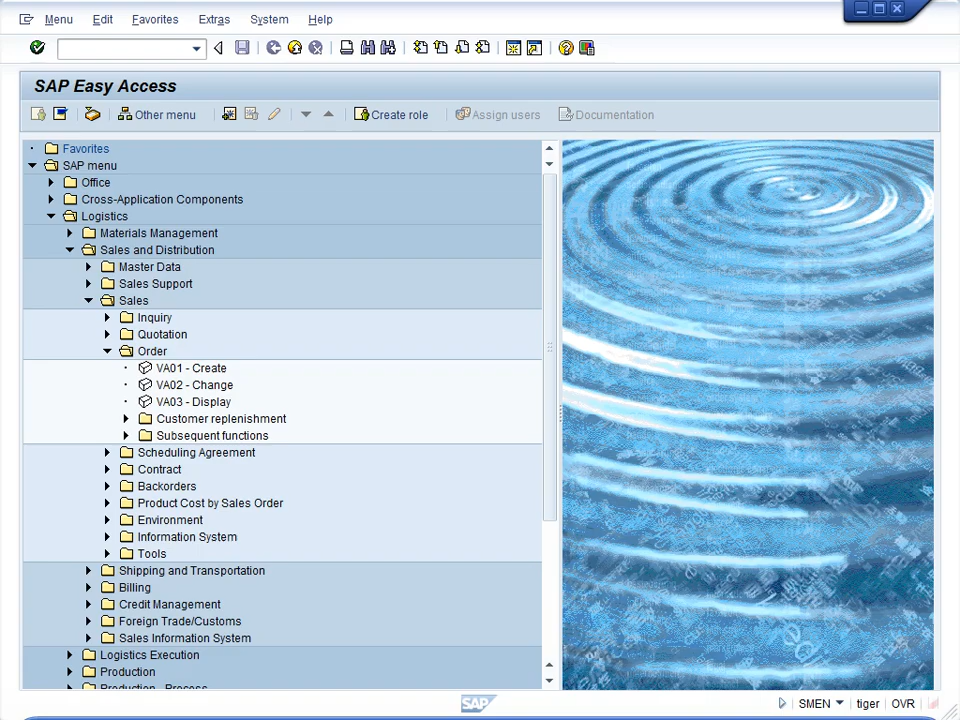 Menu Edit Favorites Extras System Help
SAP Easy Access
Other menu Create role Assign users Documentation
Favorites
SAP menu
Office
Cross-Application Components
Logistics
Materials Management
Sales and Distribution
Master Data
Sales Support
Sales
Inquiry
Quotation
Order
VA01 - Create
VA02 - Change
VA03 - Display
Customer replenishment
Subsequent functions
Scheduling Agreement
Contract
Backorders
Product Cost by Sales Order
Environment
Information System
Tools
Shipping and Transportation
Billing
Credit Management
Foreign Trade/Customs
Sales Information System
Logistics Execution
Production
Production - Process
SAP SMEN tiger OVR